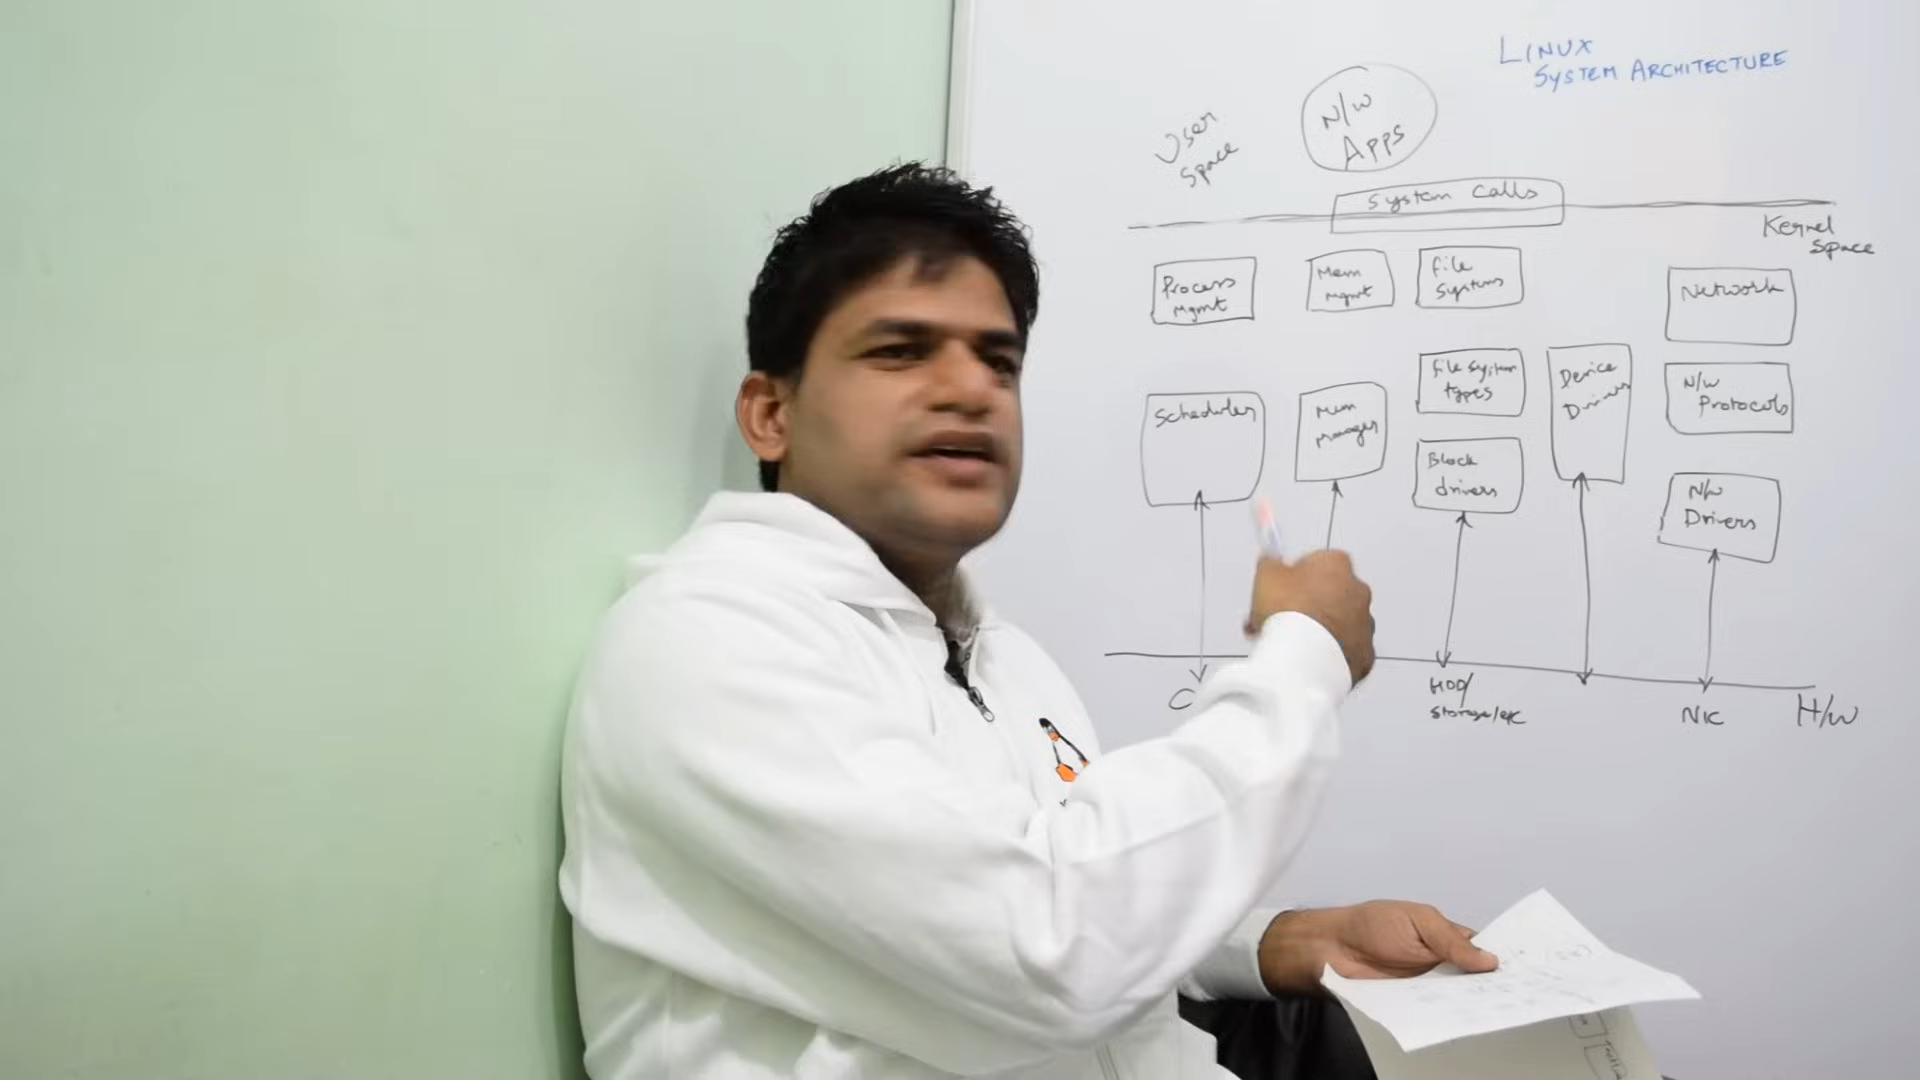 LINUX
SYSTEM ARCHITECTURE
N/W
APPS
User
Space
System Calls
Kernel
Space
Process
Mgmt
Mem
Mgmt
File
Systems
Network
Scheduler
Mem
Manager
File System
types
Block
drivers
Device
Drivers
N/W
Protocols
N/W
Drivers
C
HDD/
Storage/etc
NIC
H/W